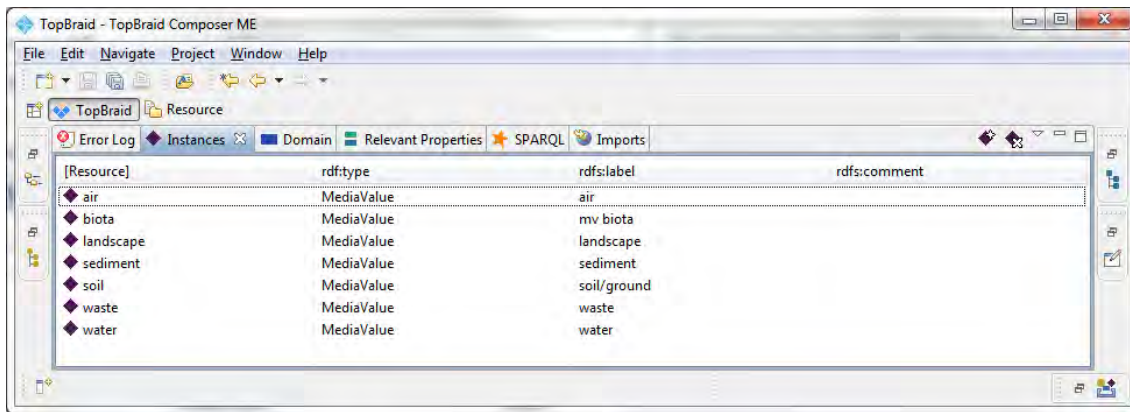 TopBraid - TopBraid Composer ME
File Edit Navigate Project Window Help
TopBraid Resource
Error Log Instances Domain Relevant Properties SPARQL Imports
[Resource] rdf:type rdfs:label rdfs:comment
air MediaValue air
biota MediaValue mv biota
landscape MediaValue landscape
sediment MediaValue sediment
soil MediaValue soil/ground
waste MediaValue waste
water MediaValue water